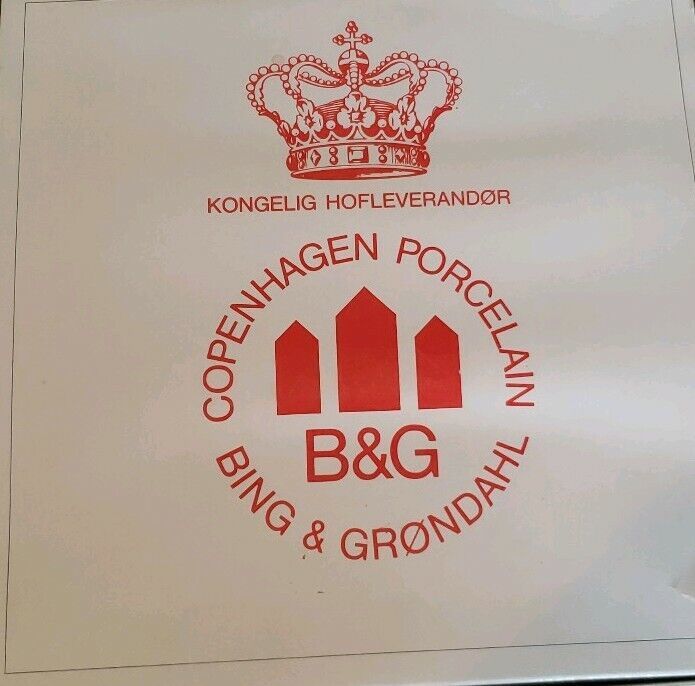 KONGELIG HOFLEVERANDØR
COPENHAGEN PORCELAIN
B&G
BING & GRØNDAHL